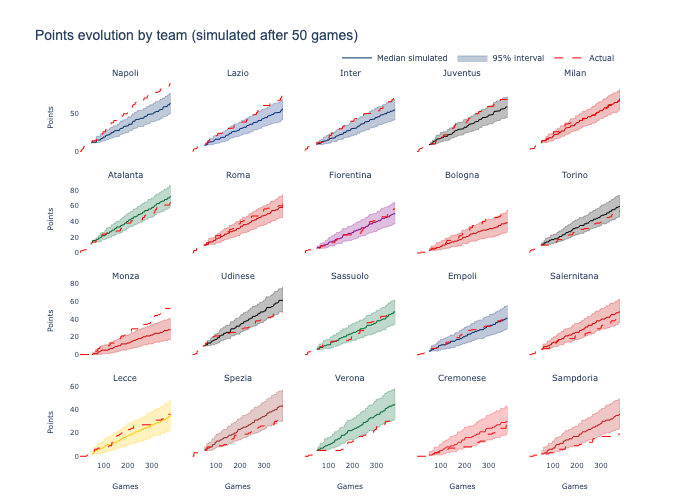 Points evolution by team (simulated after 50 games)
Median simulated 95% interval Actual
Napoli Lazio Inter Juventus Milan
50
0
Points
Atalanta Roma Fiorentina Bologna Torino
80
60
40
20
0
Points
Monza Udinese Sassuolo Empoli Salernitana
80
60
40
20
0
Points
Lecce Spezia Verona Cremonese Sampdoria
60
40
20
0
Points
100 200 300 100 200 300 100 200 300 100 200 300 100 200 300
Games Games Games Games Games